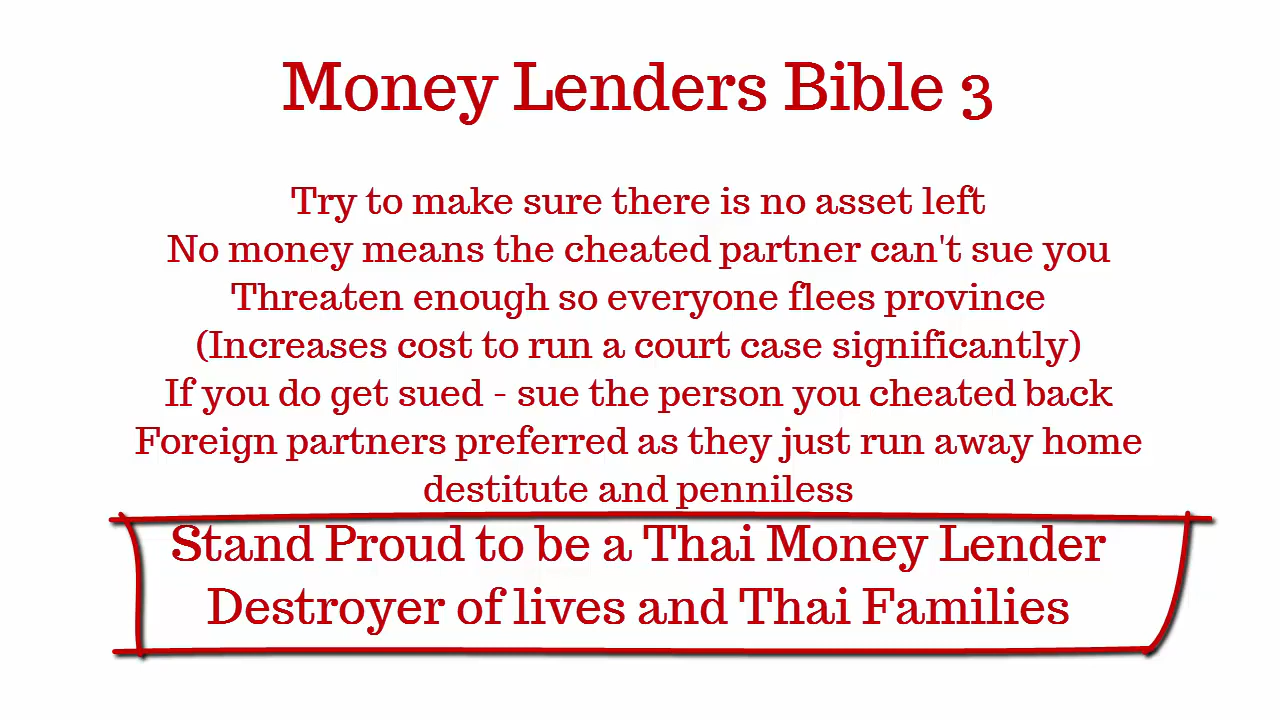 Money Lenders Bible 3
Try to make sure there is no asset left
No money means the cheated partner can't sue you
Threaten enough so everyone flees province
(Increases cost to run a court case significantly)
If you do get sued - sue the person you cheated back
Foreign partners preferred as they just run away home
destitute and penniless
Stand Proud to be a Thai Money Lender
Destroyer of lives and Thai Families